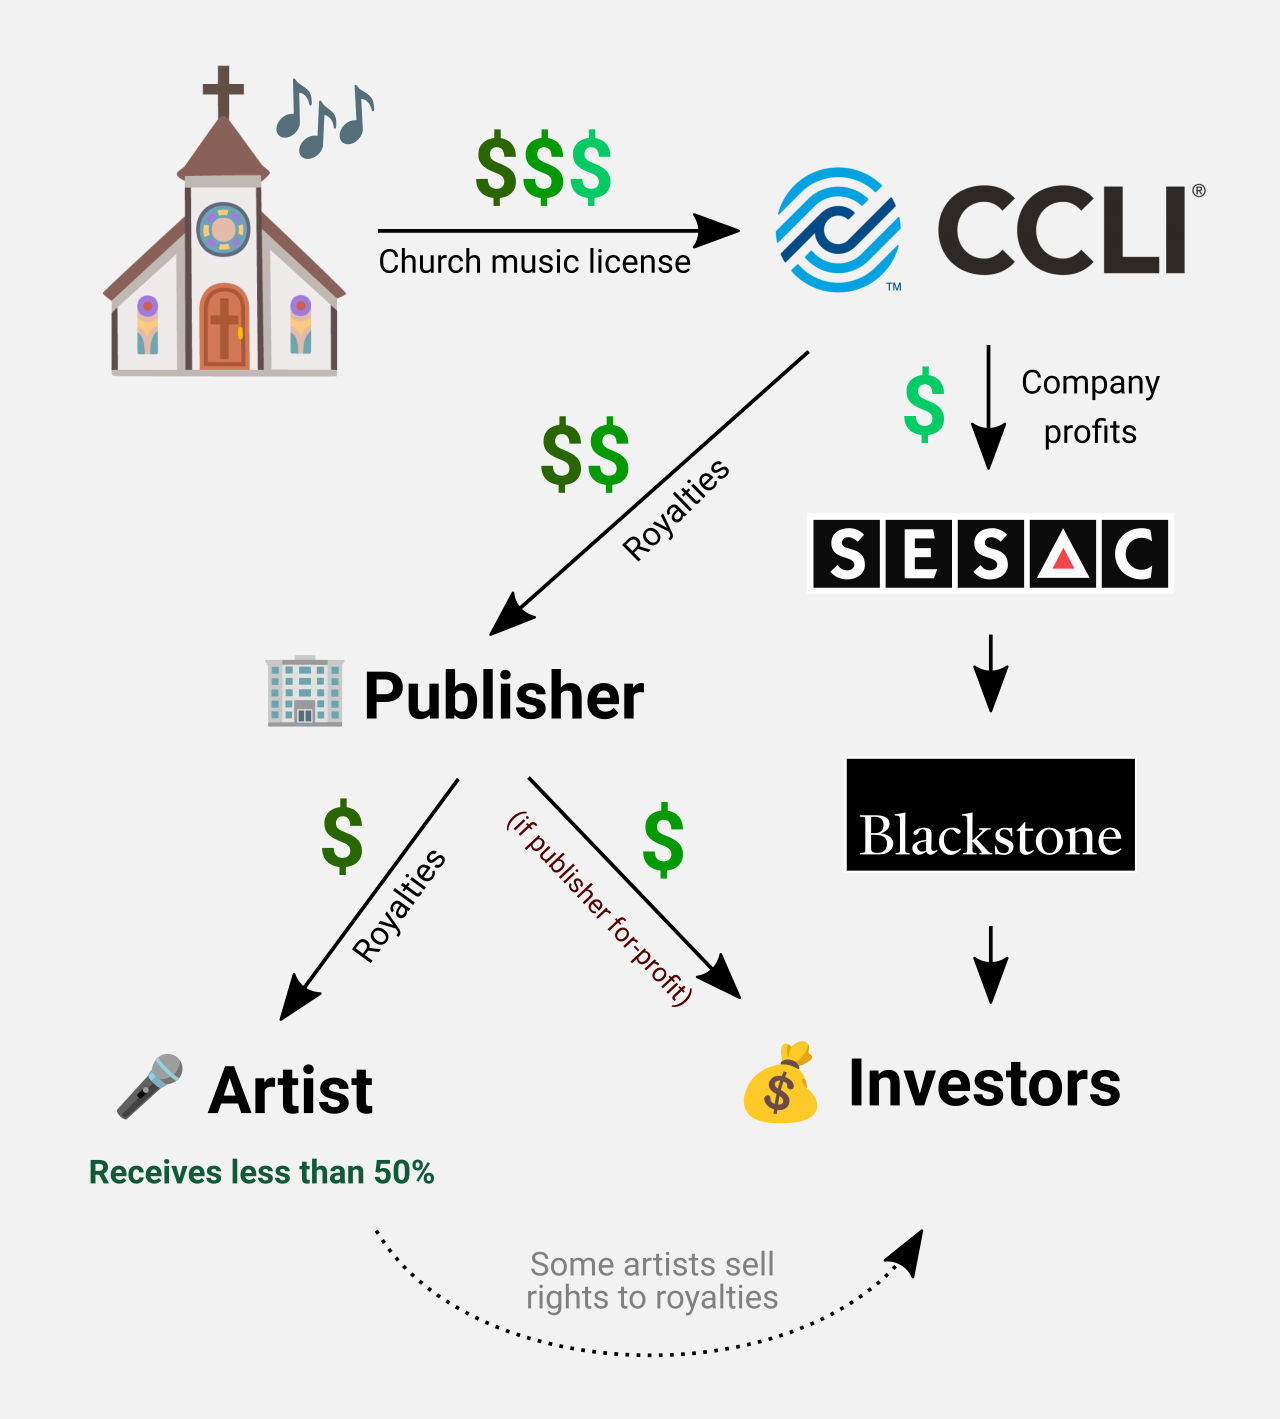 $$$
Church music license
CCLI®
TM
$
Company
profits
$$
Royalties
SESAC
Publisher
Blackstone
$
Royalties
(if publisher for-profit)
$
Artist
$
Investors
Receives less than 50%
Some artists sell
rights to royalties